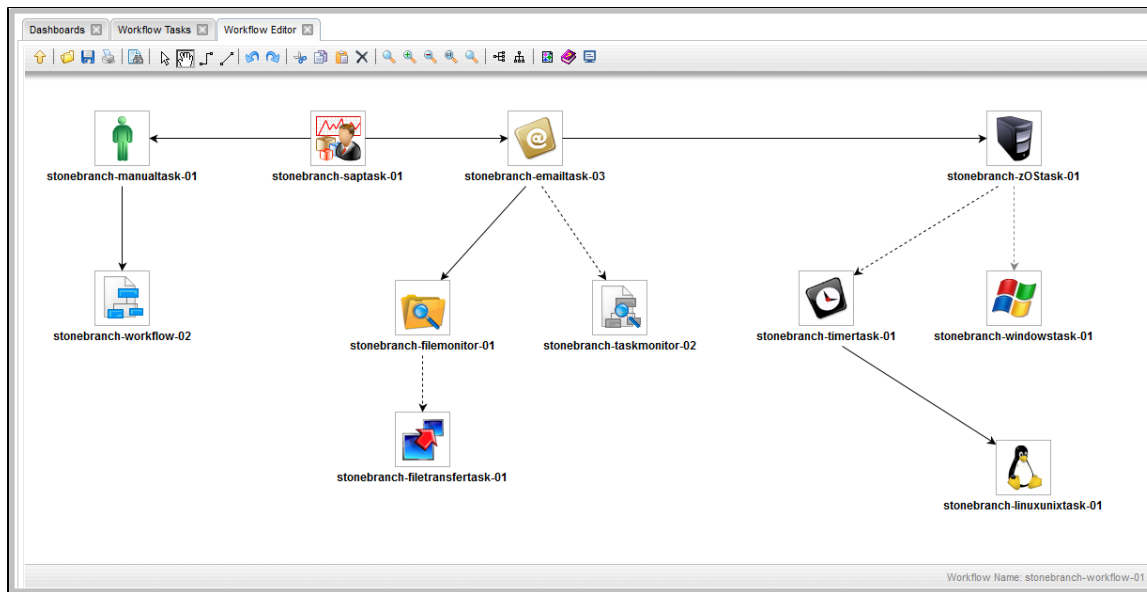 Dashboards
Workflow Tasks
Workflow Editor
stonebranch-manualtask-01
stonebranch-saptask-01
stonebranch-emailtask-03
stonebranch-zOStask-01
stonebranch-workflow-02
stonebranch-filemonitor-01
stonebranch-taskmonitor-02
stonebranch-timertask-01
stonebranch-windowstask-01
stonebranch-filetransfertask-01
stonebranch-linuxunixtask-01
Workflow Name: stonebranch-workflow-01